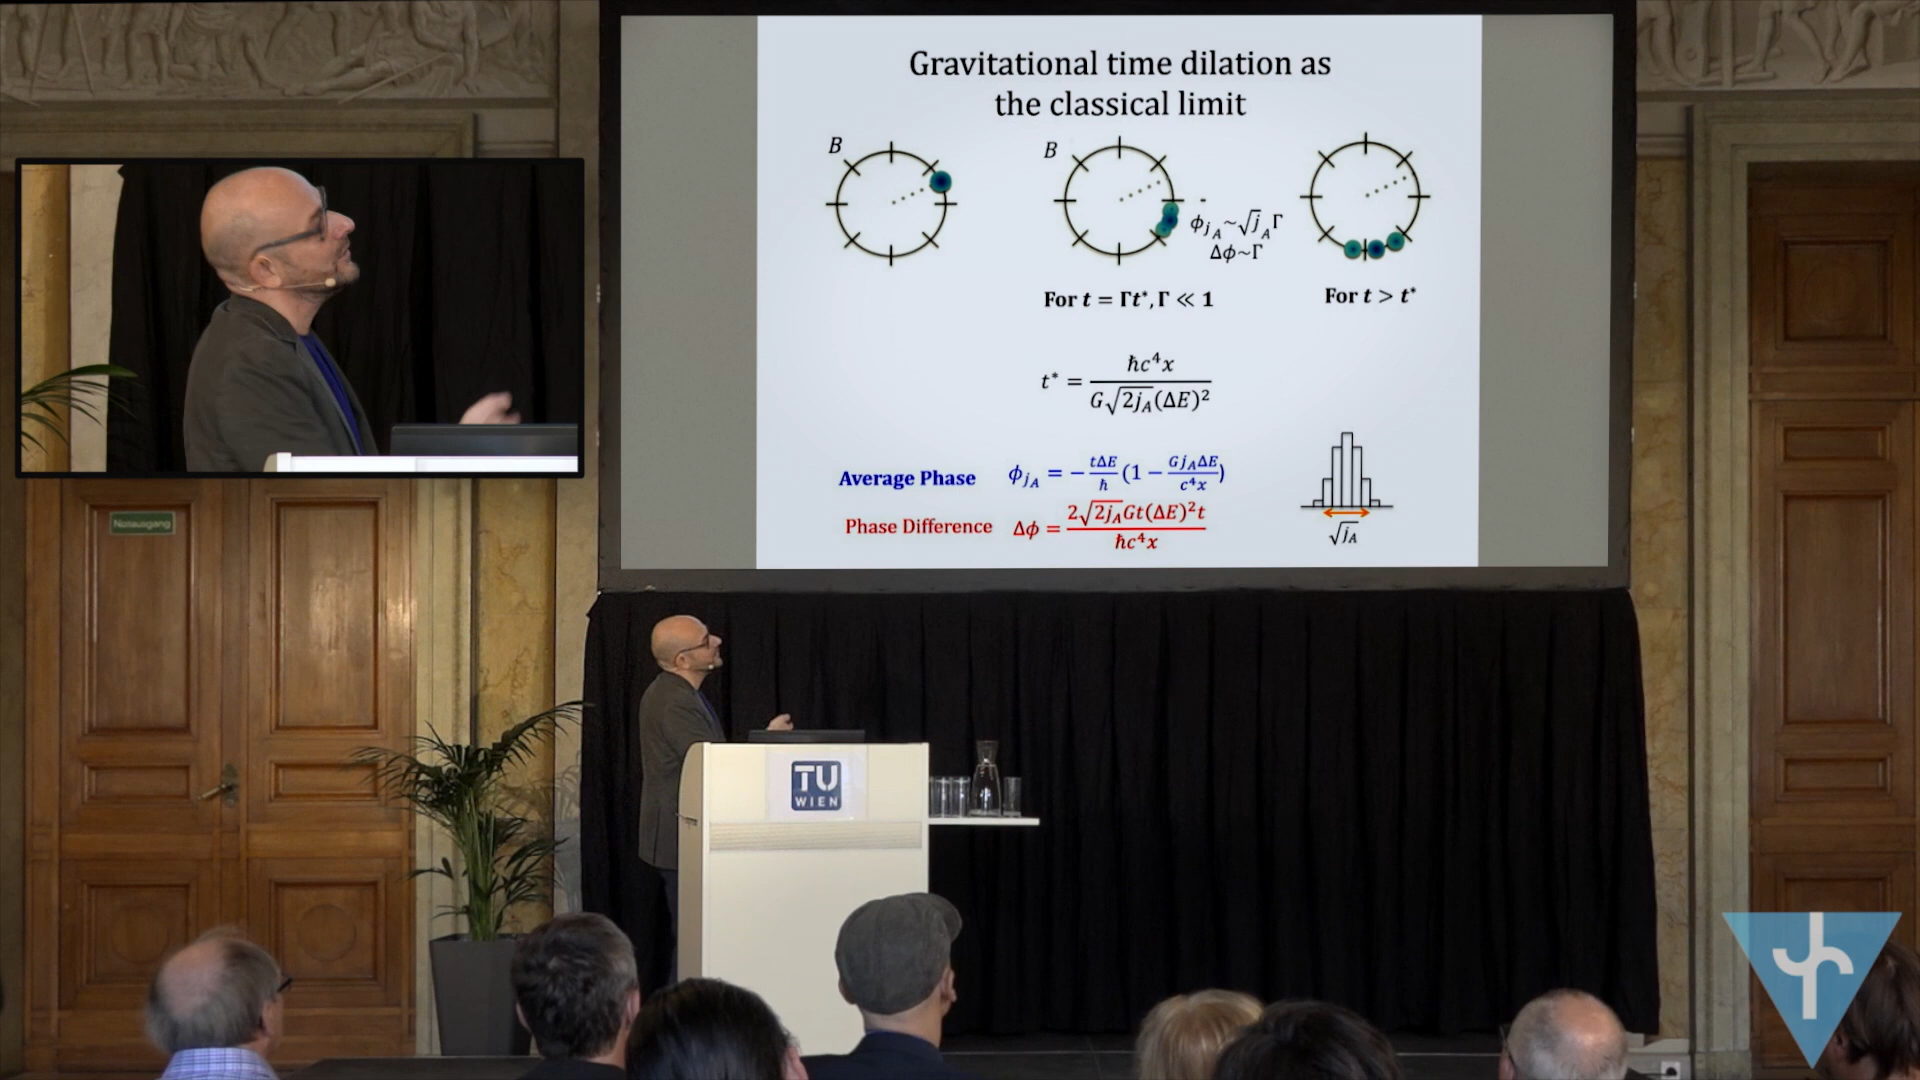 Gravitational time dilation as
the classical limit
B
B
ϕ_{j_A}~√j_A Γ
Δϕ~Γ
For t = Γt*, Γ ≪ 1
For t > t*
t* = ħc⁴x / G√2j_A(ΔE)²
Average Phase ϕ_{j_A} = − tΔE/ħ (1 − Gj_AΔE/c⁴x)
Phase Difference Δϕ = 2√2j_A Gt(ΔE)²t / ħc⁴x
√j_A
Notausgang
TU
WIEN